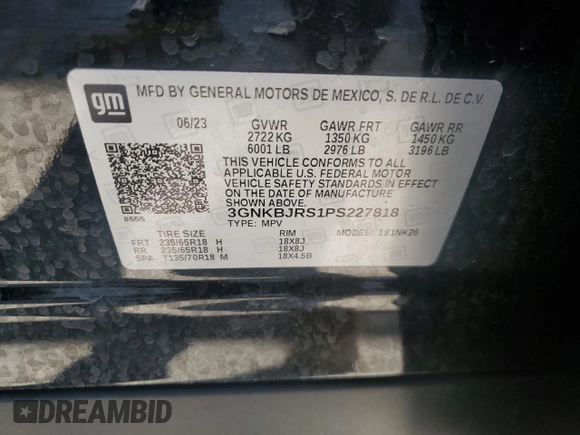 gm
MFD BY GENERAL MOTORS DE MEXICO, S. DE R.L. DE C.V.
06/23 GVWR GAWR FRT GAWR RR
2722 KG 1350 KG 1450 KG
6001 LB 2976 LB 3196 LB
THIS VEHICLE CONFORMS TO ALL
APPLICABLE U.S. FEDERAL MOTOR
VEHICLE SAFETY STANDARDS IN EFFECT
ON THE DATE OF MANUFACTURE
SHOWN ABOVE.
8555
3GNKBJRS1PS227818
TYPE: MPV MODEL: 181NK26
TIRE SIZE RIM
FRT 235/65R18 H 18X8J
RR 235/65R18 H 18X8J
SPA T135/70R18 M 18X4.5B
DREAMBID